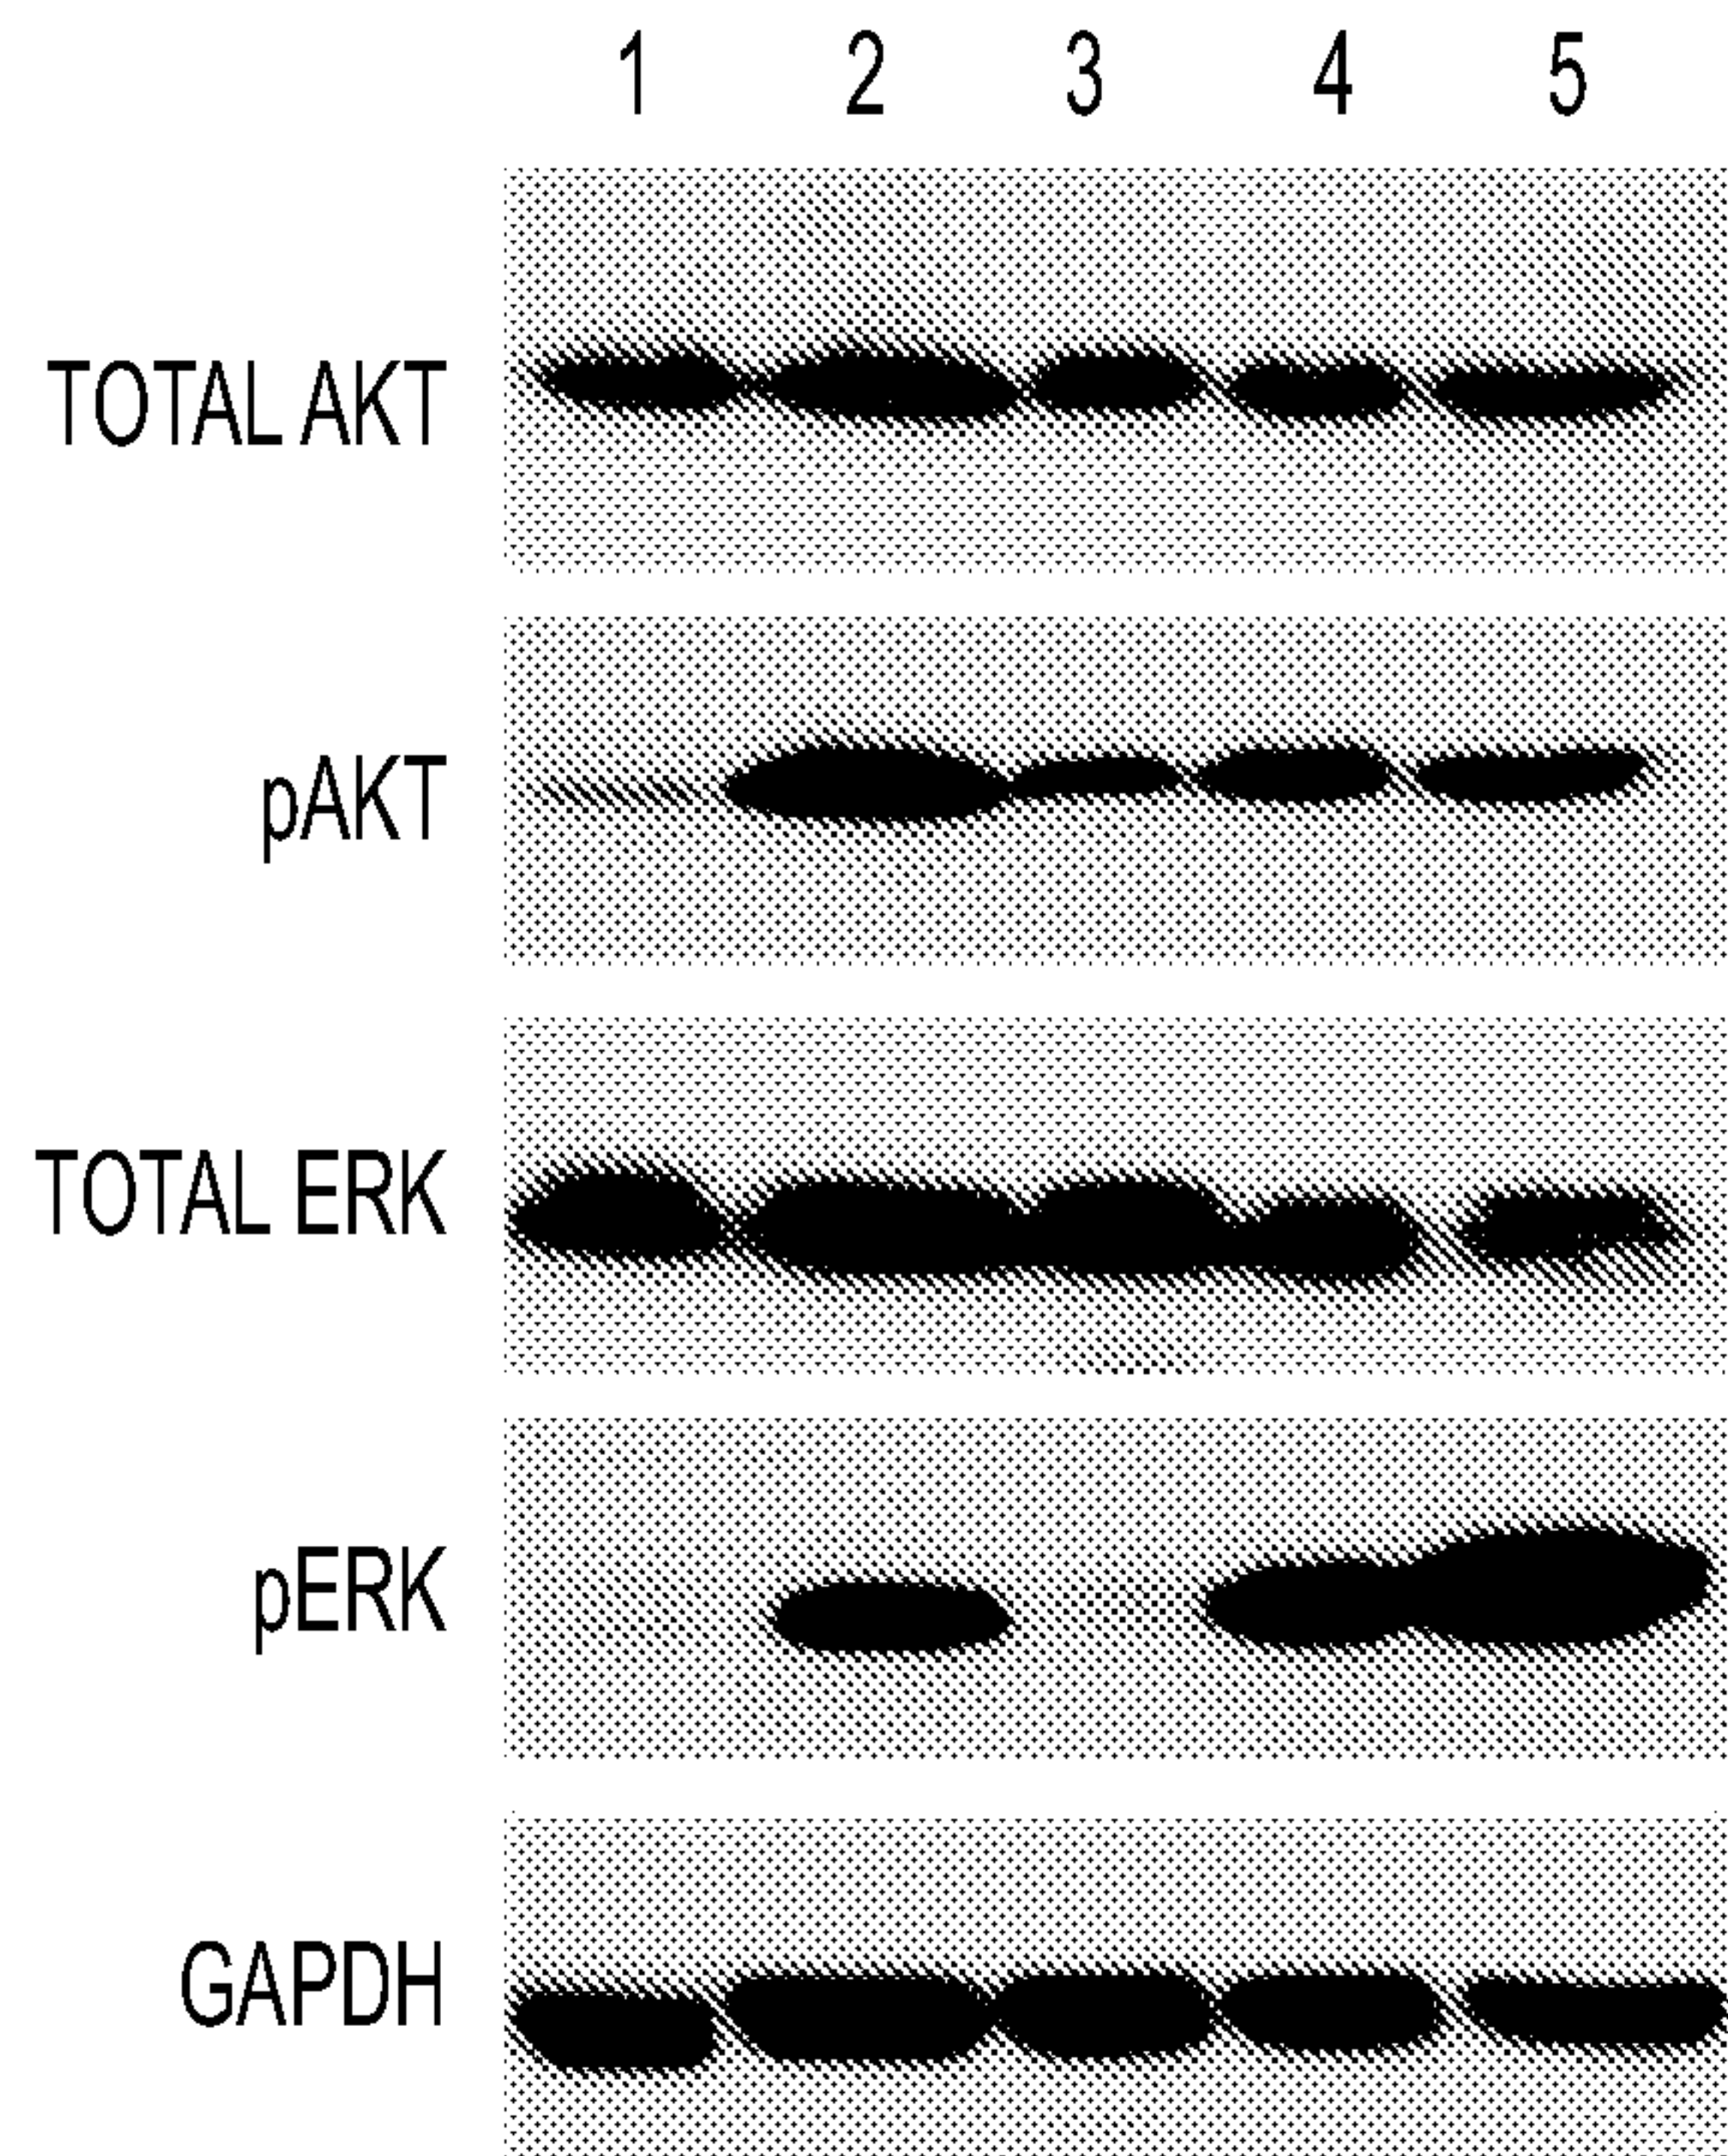 1 2 3 4 5
TOTAL AKT
pAKT
TOTAL ERK
pERK
GAPDH